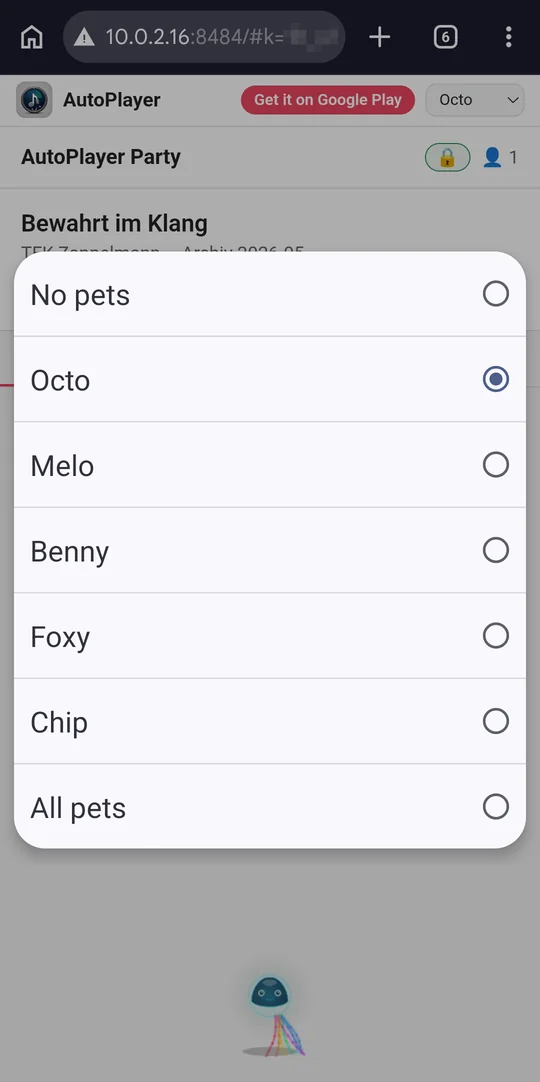 10.0.2.16:8484/#k=
6
AutoPlayer
Get it on Google Play
Octo
AutoPlayer Party
1
Bewahrt im Klang
No pets
Octo
Melo
Benny
Foxy
Chip
All pets